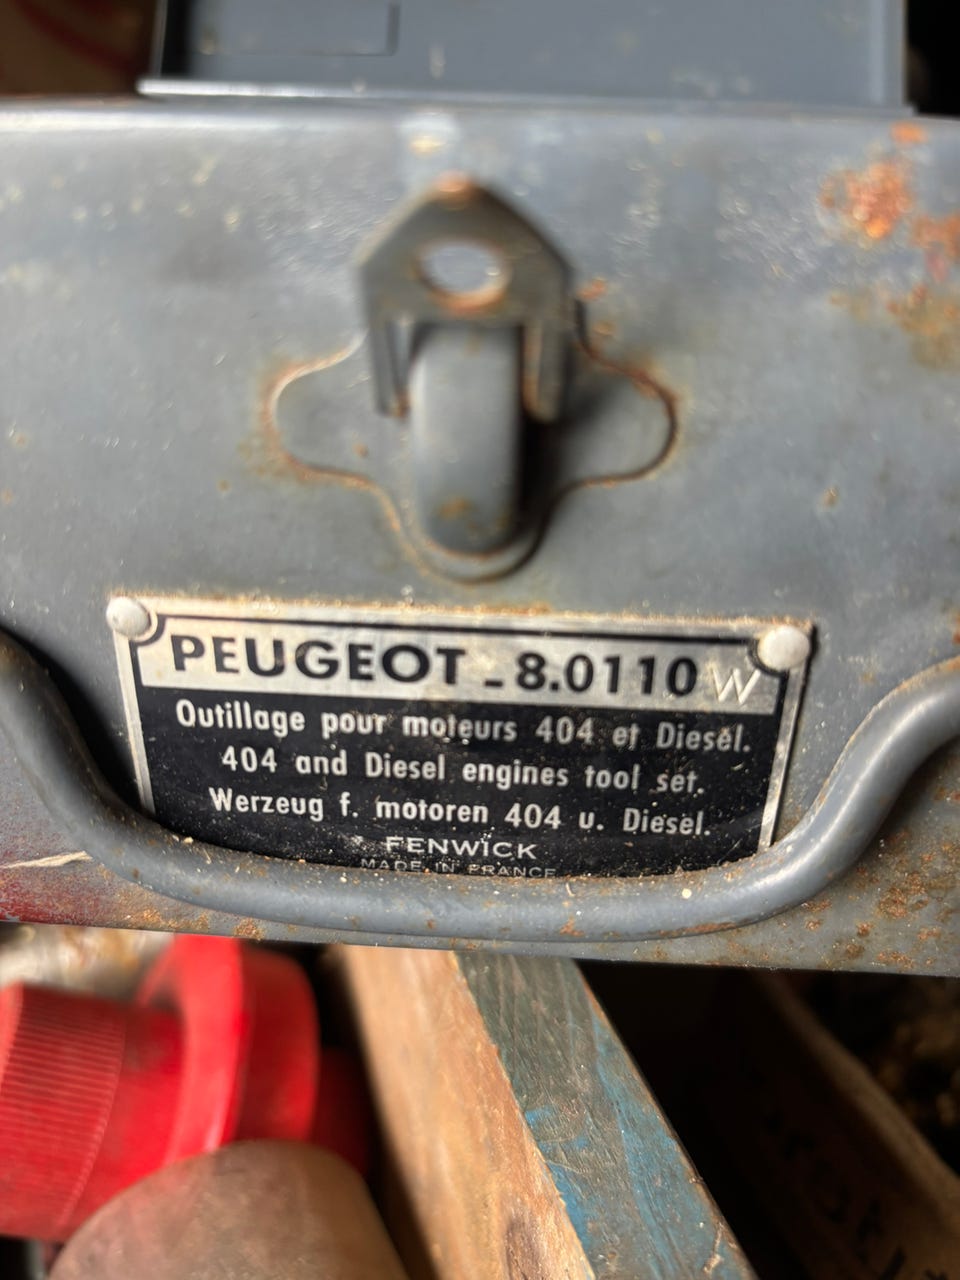 PEUGEOT - 8.0110 W
Outillage pour moteurs 404 et Diesel.
404 and Diesel engines tool set.
Werzeug f. motoren 404 u. Diesel.
FENWICK
MADE IN FRANCE